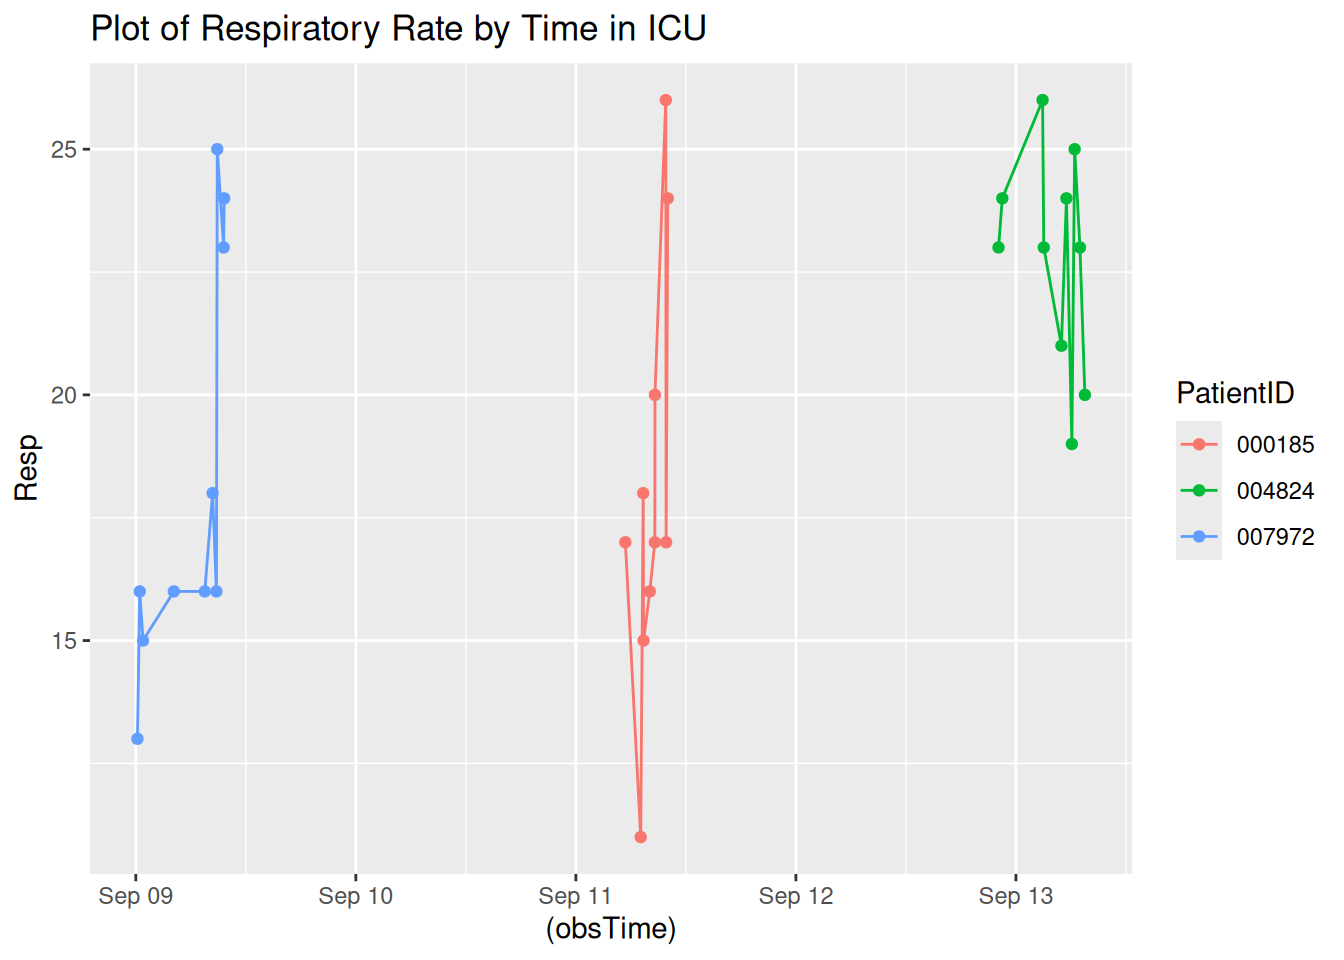 Plot of Respiratory Rate by Time in ICU
25
20
15
Resp
Sep 09 Sep 10 Sep 11 Sep 12 Sep 13
(obsTime)
PatientID
000185
004824
007972